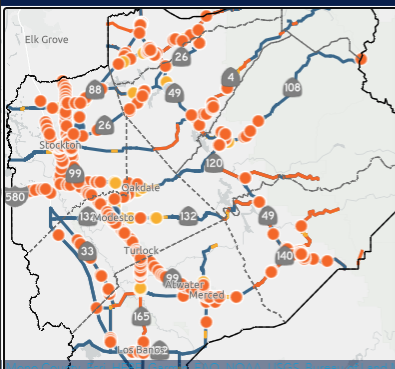 Elk Grove
26
4
88
49
108
26
Stockton
120
99
Oakdale
580
132
Modesto
132
49
33
Turlock
140
99
Atwater
Merced
165
Los Banos